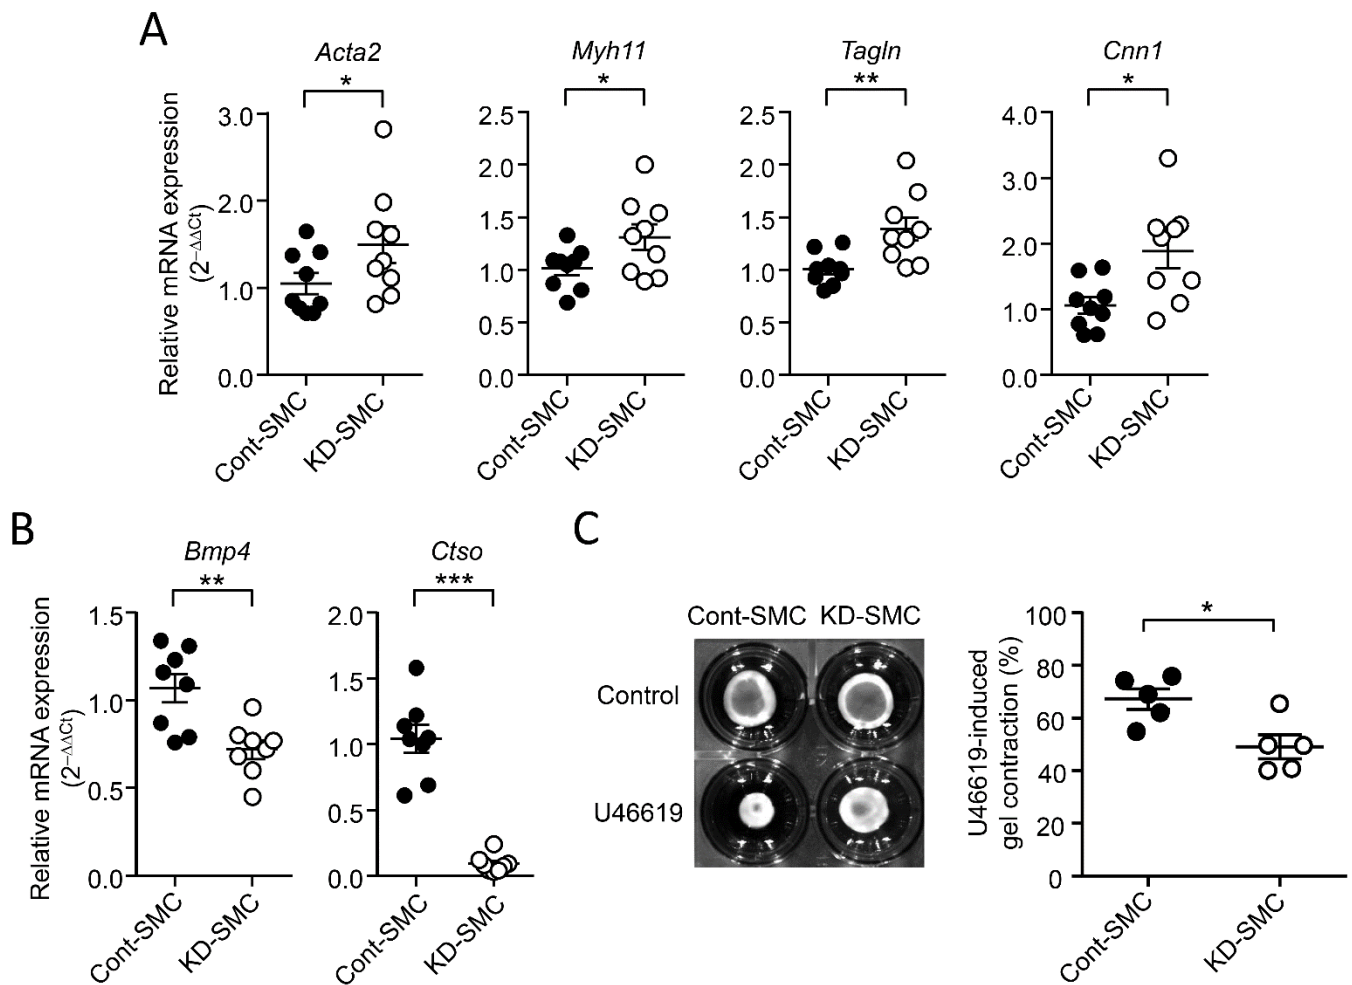 A
Acta2
*
Relative mRNA expression
(2−ΔΔCt)
3.0
2.0
1.0
0.0
Cont-SMC
KD-SMC
Myh11
*
2.5
2.0
1.5
1.0
0.5
0.0
Cont-SMC
KD-SMC
Tagln
**
2.5
2.0
1.5
1.0
0.5
0.0
Cont-SMC
KD-SMC
Cnn1
*
4.0
3.0
2.0
1.0
0.0
Cont-SMC
KD-SMC
B
Bmp4
**
Relative mRNA expression
(2−ΔΔCt)
1.5
1.0
0.5
0.0
Cont-SMC
KD-SMC
Ctso
***
2.0
1.5
1.0
0.5
0.0
Cont-SMC
KD-SMC
C
Cont-SMC KD-SMC
Control
U46619
*
U46619-induced
gel contraction (%)
100
80
60
40
20
0
Cont-SMC
KD-SMC